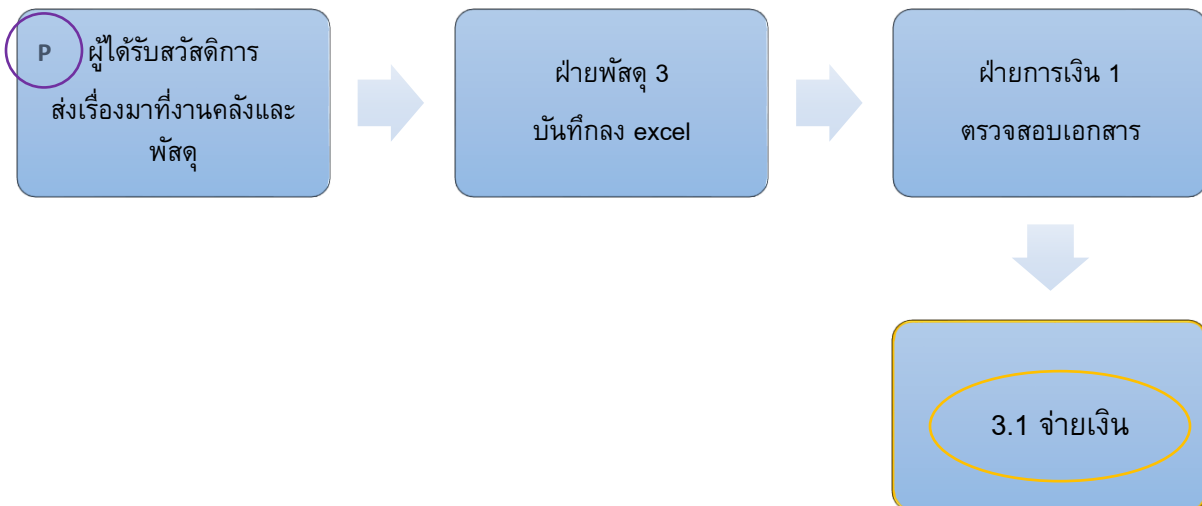 P ผู้ได้รับสวัสดิการ
ส่งเรื่องมาที่งานคลังและ
พัสดุ
ฝ่ายพัสดุ 3
บันทึกลง excel
ฝ่ายการเงิน 1
ตรวจสอบเอกสาร
3.1 จ่ายเงิน